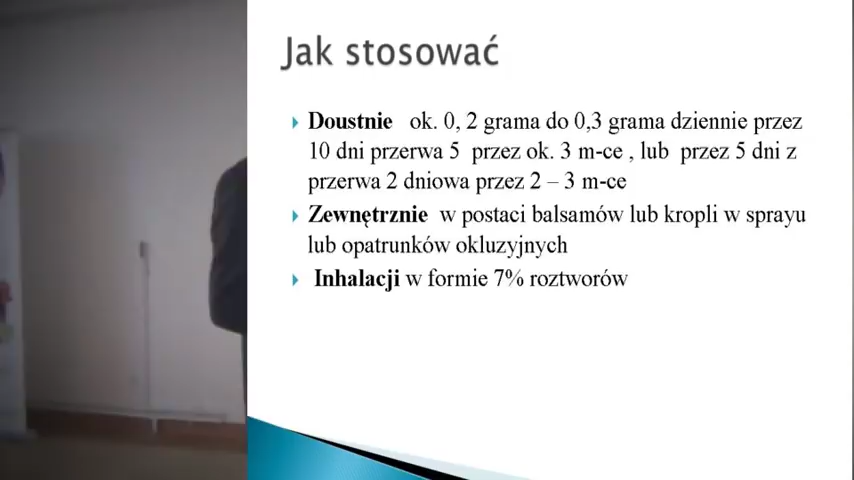 Jak stosować
Doustnie ok. 0, 2 grama do 0,3 grama dziennie przez
10 dni przerwa 5 przez ok. 3 m-ce , lub przez 5 dni z
przerwa 2 dniowa przez 2 – 3 m-ce
Zewnętrznie w postaci balsamów lub kropli w sprayu
lub opatrunków okluzyjnych
Inhalacji w formie 7% roztworów